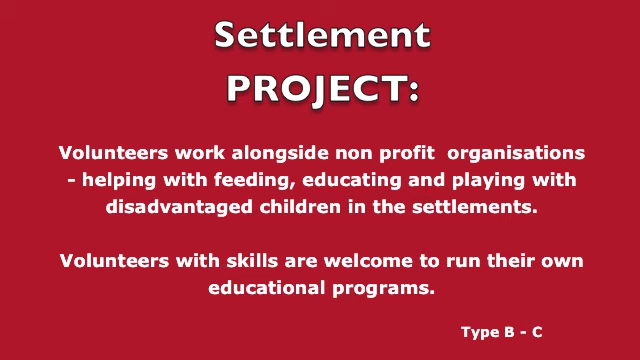 Settlement
PROJECT:
Volunteers work alongside non profit  organisations
- helping with feeding, educating and playing with
disadvantaged children in the settlements.
Volunteers with skills are welcome to run their own
educational programs.
Type B - C